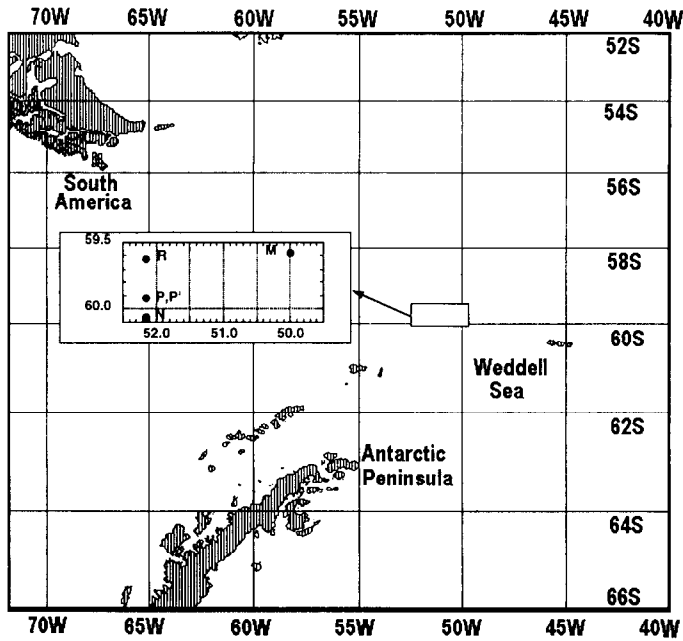 70W 65W 60W 55W 50W 45W 40W
52S
54S
56S
South
America
59.5
R
M
58S
P,P'
60.0
N
52.0 51.0 50.0
60S
Weddell
Sea
62S
Antarctic
Peninsula
64S
66S
70W 65W 60W 55W 50W 45W 40W